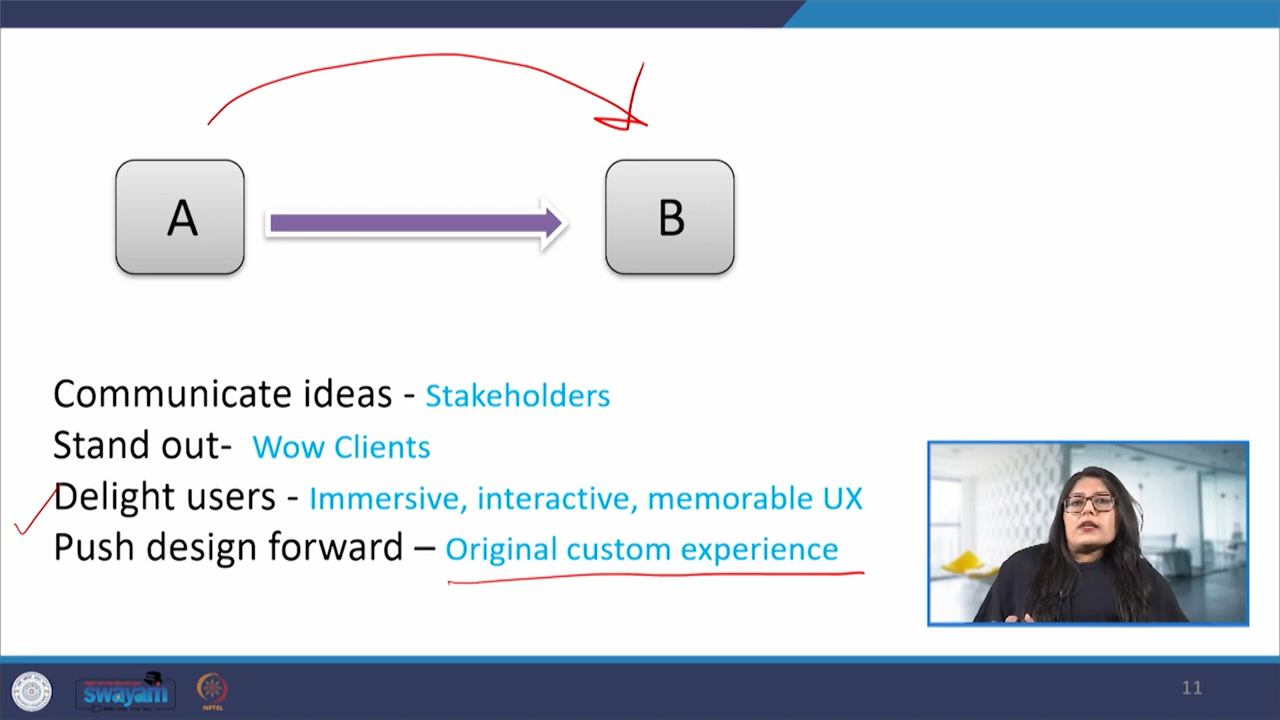 A
B
Communicate ideas - Stakeholders
Stand out- Wow Clients
Delight users - Immersive, interactive, memorable UX
Push design forward – Original custom experience
swayam
NPTEL
11